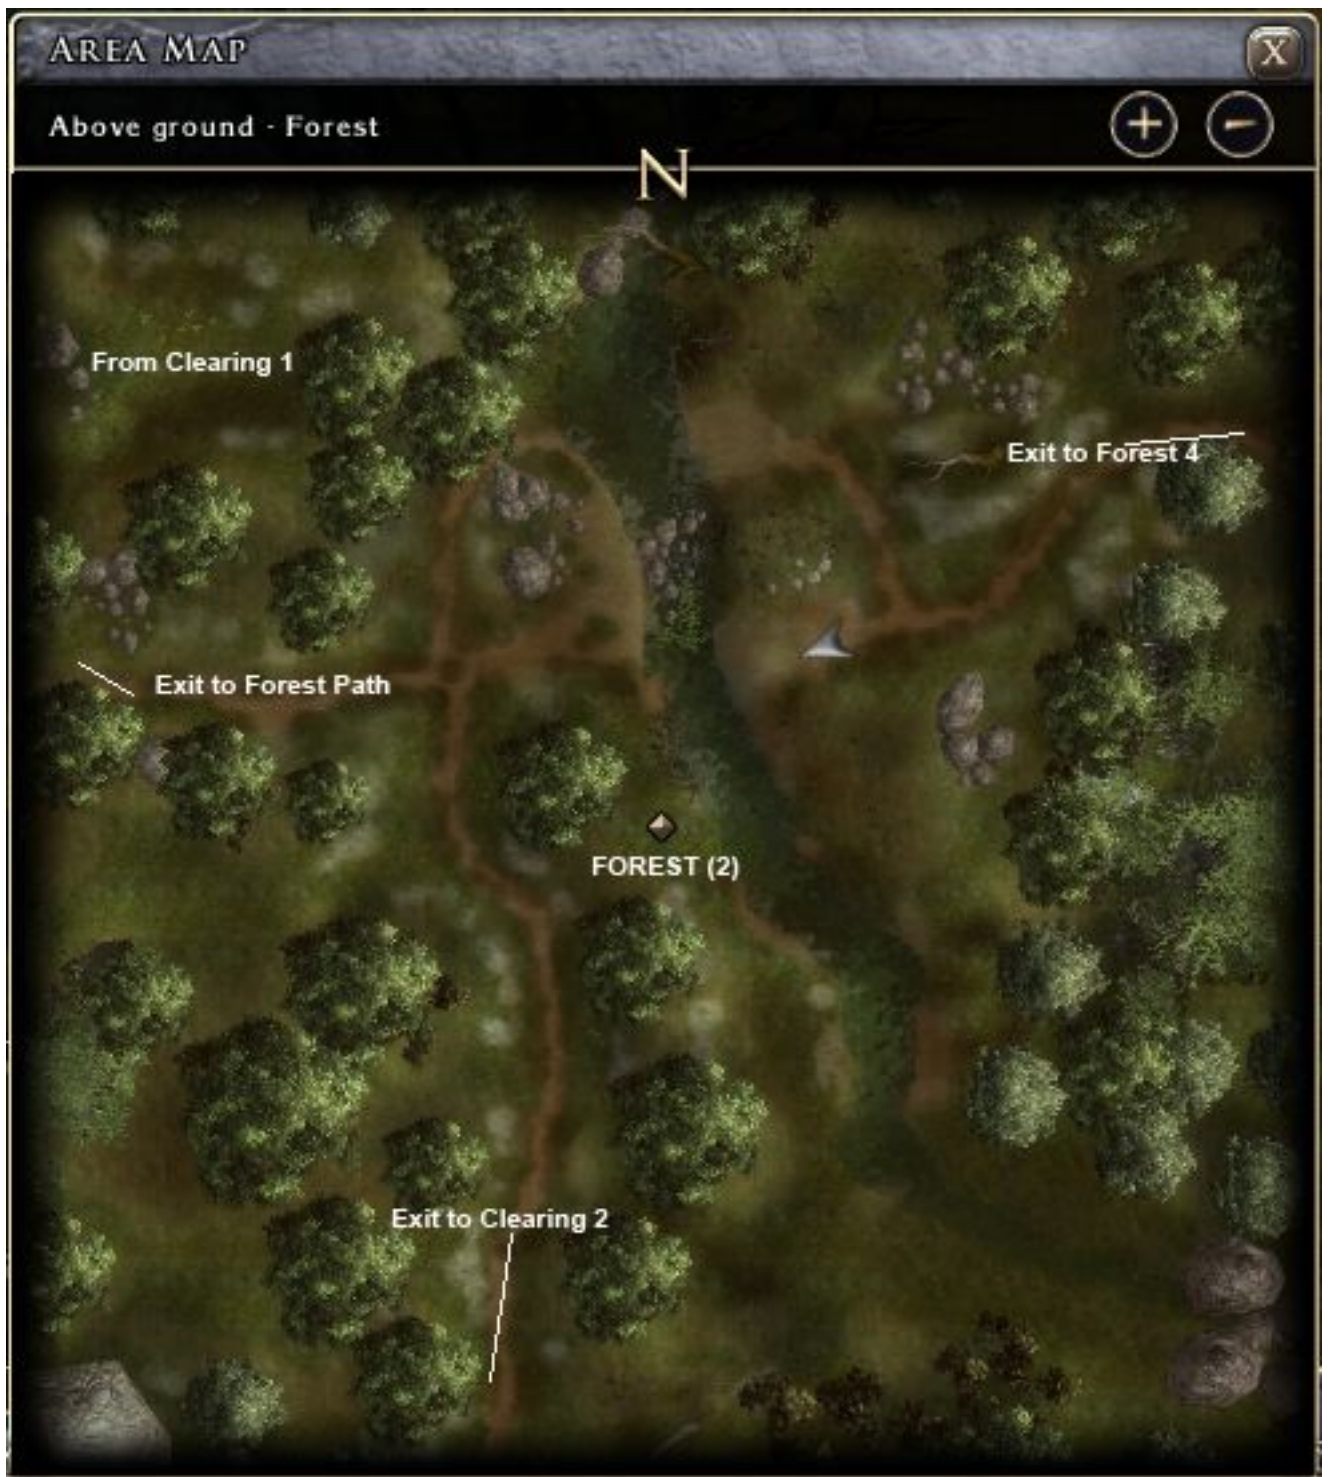 AREA MAP
X
Above ground - Forest
N
From Clearing 1
Exit to Forest 4
Exit to Forest Path
FOREST (2)
Exit to Clearing 2